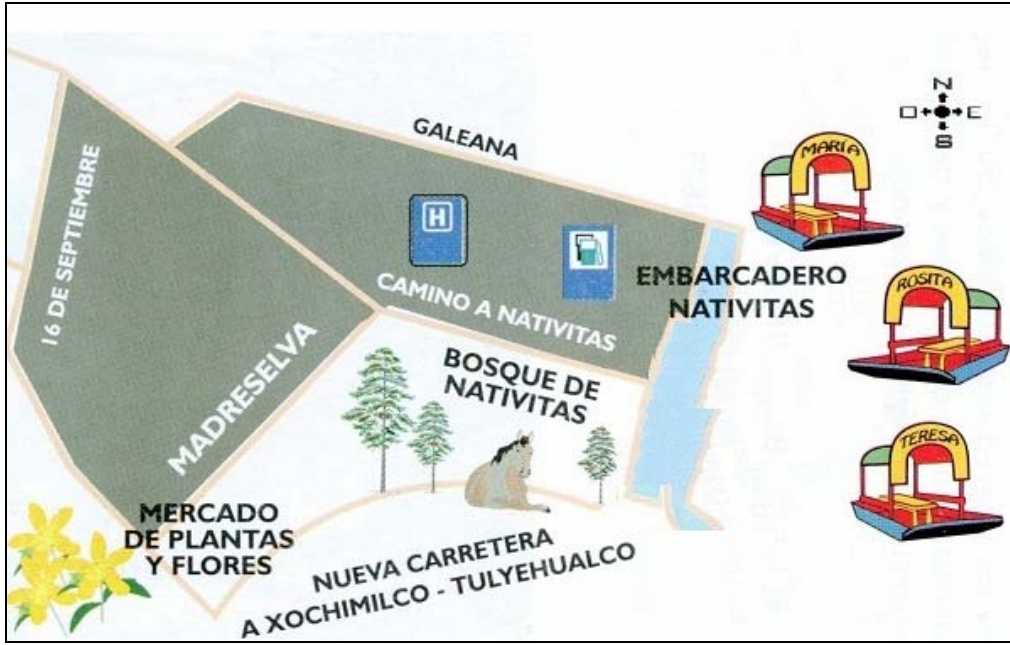 N
O E
S
GALEANA
MARIA
16 DE SEPTIEMBRE
H
EMBARCADERO
NATIVITAS
ROSITA
CAMINO A NATIVITAS
MADRESELVA
BOSQUE DE
NATIVITAS
TERESA
MERCADO
DE PLANTAS
Y FLORES
NUEVA CARRETERA
A XOCHIMILCO - TULYEHUALCO